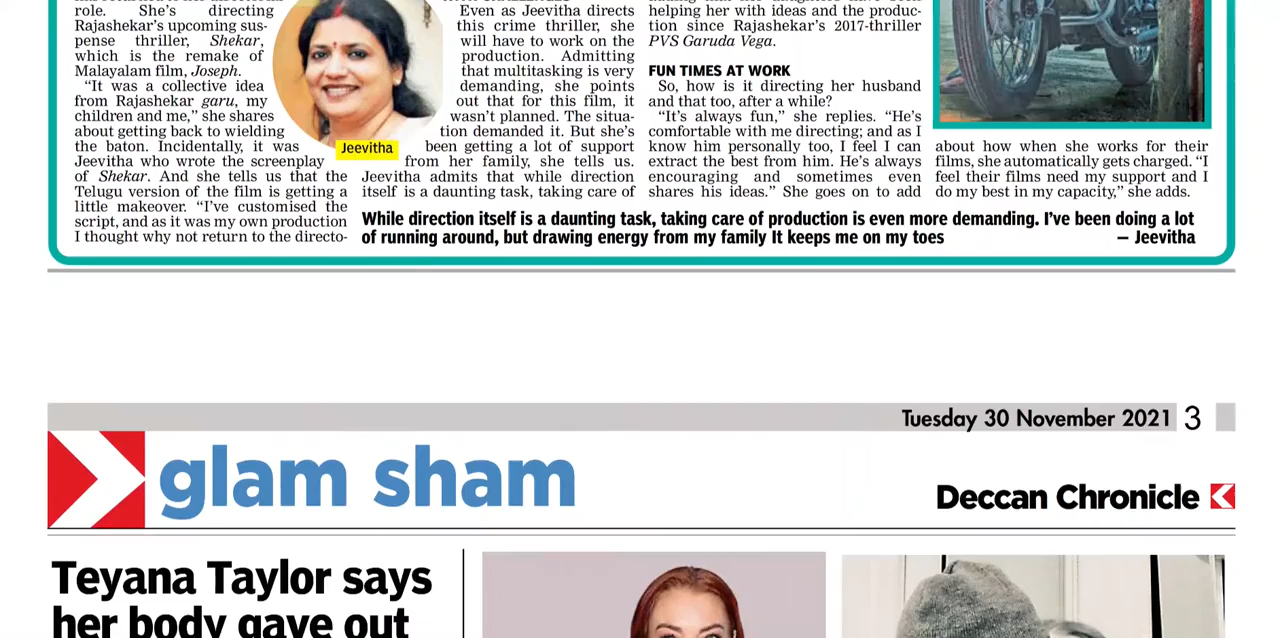 role. She's directing
Rajashekar's upcoming sus-
pense thriller, Shekar,
which is the remake of
Malayalam film, Joseph.
"It was a collective idea
from Rajashekar garu, my
children and me," she shares
about getting back to wielding
the baton. Incidentally, it was
Jeevitha who wrote the screenplay
of Shekar. And she tells us that the
Telugu version of the film is getting a
little makeover. "I've customised the
script, and as it was my own production
I thought why not return to the directo-
Jeevitha
Even as Jeevitha directs
this crime thriller, she
will have to work on the
production. Admitting
that multitasking is very
demanding, she points
out that for this film, it
wasn't planned. The situa-
tion demanded it. But she's
been getting a lot of support
from her family, she tells us.
Jeevitha admits that while direction
itself is a daunting task, taking care of
helping her with ideas and the produc-
tion since Rajashekar's 2017-thriller
PVS Garuda Vega.
FUN TIMES AT WORK
So, how is it directing her husband
and that too, after a while?
"It's always fun," she replies. "He's
comfortable with me directing; and as I
know him personally too, I feel I can
extract the best from him. He's always
encouraging and sometimes even
shares his ideas." She goes on to add
about how when she works for their
films, she automatically gets charged. "I
feel their films need my support and I
do my best in my capacity," she adds.
While direction itself is a daunting task, taking care of production is even more demanding. I've been doing a lot
of running around, but drawing energy from my family It keeps me on my toes
– Jeevitha
Tuesday 30 November 2021 3
glam sham
Deccan Chronicle
Teyana Taylor says
her body gave out